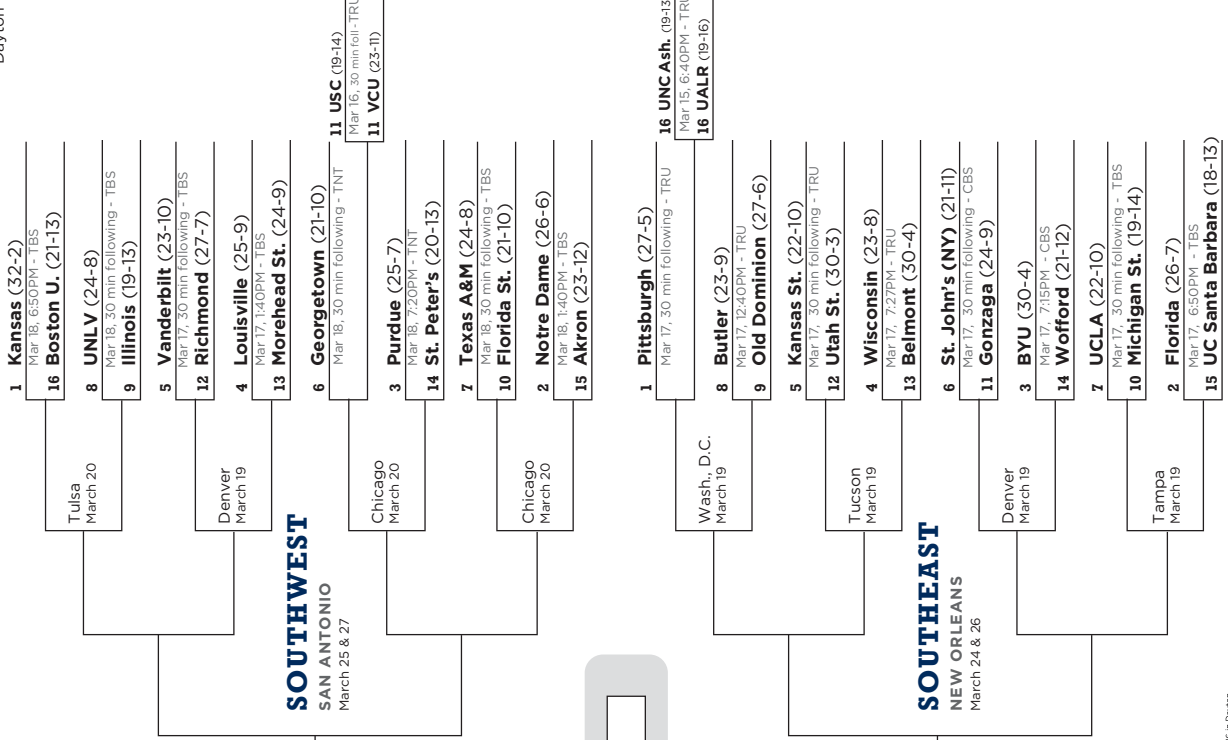 Dayton
1 Kansas (32-2)
Mar 18, 6:50PM - TBS
16 Boston U. (21-13)
8 UNLV (24-8)
Mar 18, 30 min following - TBS
9 Illinois (19-13)
5 Vanderbilt (23-10)
Mar 17, 30 min following - TBS
12 Richmond (27-7)
4 Louisville (25-9)
Mar 17, 1:40PM - TBS
13 Morehead St. (24-9)
6 Georgetown (21-10)
Mar 18, 30 min following - TNT
11 USC (19-14)
Mar 16, 30 min foll - TRU
11 VCU (23-11)
3 Purdue (25-7)
Mar 18, 7:20PM - TNT
14 St. Peter's (20-13)
7 Texas A&M (24-8)
Mar 18, 30 min following - TBS
10 Florida St. (21-10)
2 Notre Dame (26-6)
Mar 18, 1:40PM - TBS
15 Akron (23-12)
Tulsa
March 20
Denver
March 19
Chicago
March 20
Chicago
March 20
SOUTHWEST
SAN ANTONIO
March 25 & 27
1 Pittsburgh (27-5)
Mar 17, 30 min following - TRU
16 UNC Ash. (19-13
Mar 15, 6:40PM - TRU
16 UALR (19-16)
8 Butler (23-9)
Mar 17, 12:40PM - TRU
9 Old Dominion (27-6)
5 Kansas St. (22-10)
Mar 17, 30 min following - TRU
12 Utah St. (30-3)
4 Wisconsin (23-8)
Mar 17, 7:27PM - TRU
13 Belmont (30-4)
6 St. John's (NY) (21-11)
Mar 17, 30 min following - CBS
11 Gonzaga (24-9)
3 BYU (30-4)
Mar 17, 7:15PM - CBS
14 Wofford (21-12)
7 UCLA (22-10)
Mar 17, 30 min following - TBS
10 Michigan St. (19-14)
2 Florida (26-7)
Mar 17, 6:50PM - TBS
15 UC Santa Barbara (18-13)
Wash., D.C.
March 19
Tucson
March 19
Denver
March 19
Tampa
March 19
SOUTHEAST
NEW ORLEANS
March 24 & 26